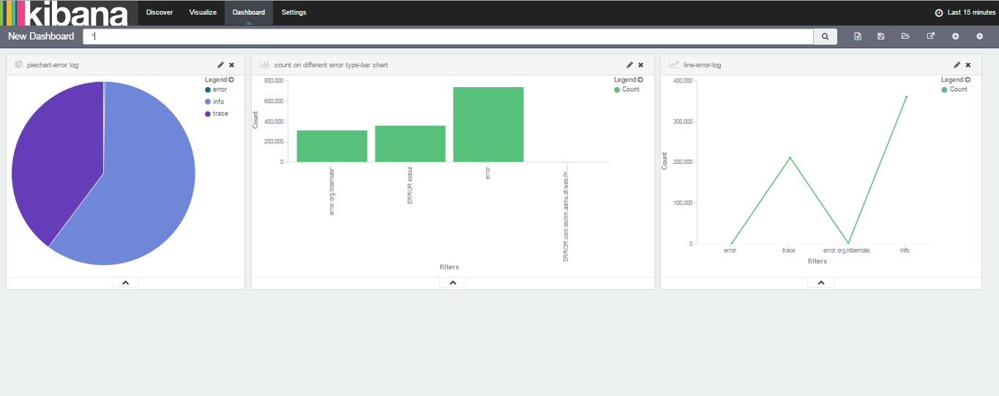 kibana Discover Visualize Dashboard Settings Last 15 minutes
New Dashboard *
piechart-error log
Legend
error
info
trace
count on different error type-bar chart
Legend
Count
800,000
600,000
400,000
200,000
0
Count
error org.hibernate"
ERROR stdout
error
ERROR com.techm.adms.dt.web.Pr...
filters
line-error-log
Legend
Count
400,000
300,000
200,000
100,000
0
Count
error trace error org.hibernate info
filters